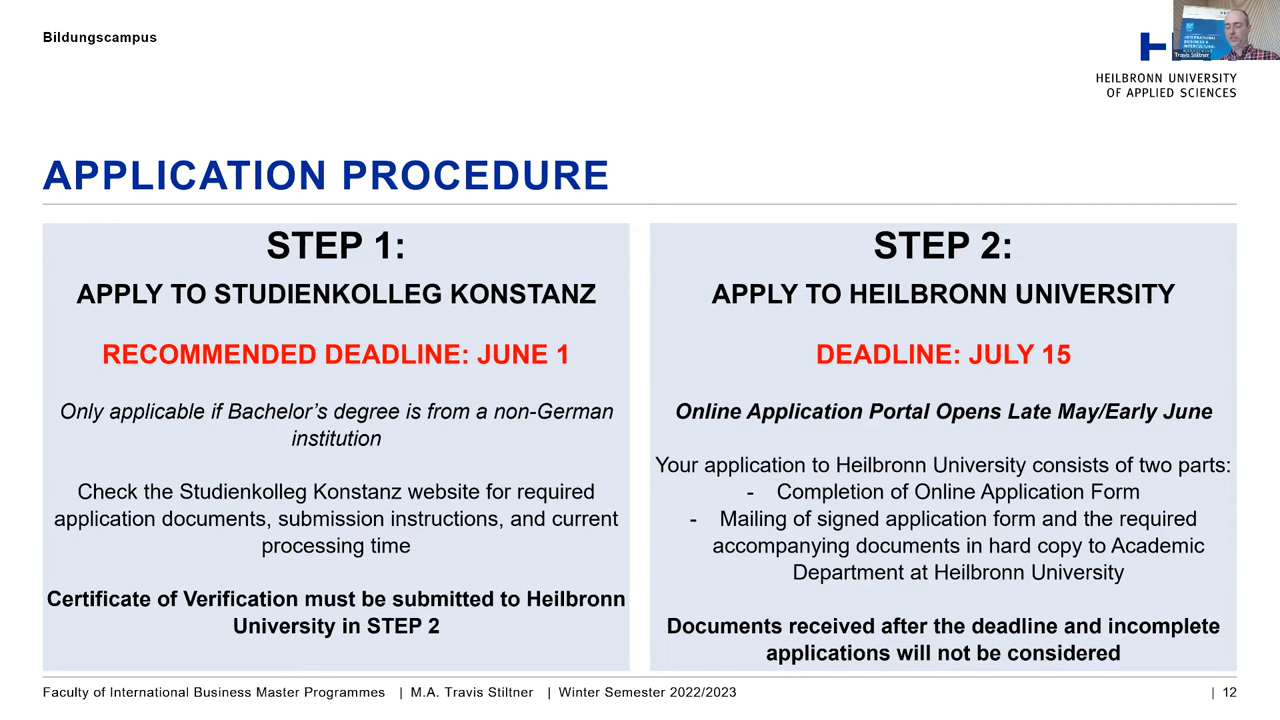 Bildungscampus
HEILBRONN UNIVERSITY
OF APPLIED SCIENCES
INTERNATIONAL
BUSINESS &
INTERCULTURAL
Travis Stiltner
APPLICATION PROCEDURE
STEP 1:
APPLY TO STUDIENKOLLEG KONSTANZ
RECOMMENDED DEADLINE: JUNE 1
Only applicable if Bachelor’s degree is from a non-German
institution
Check the Studienkolleg Konstanz website for required
application documents, submission instructions, and current
processing time
Certificate of Verification must be submitted to Heilbronn
University in STEP 2
STEP 2:
APPLY TO HEILBRONN UNIVERSITY
DEADLINE: JULY 15
Online Application Portal Opens Late May/Early June
Your application to Heilbronn University consists of two parts:
- Completion of Online Application Form
- Mailing of signed application form and the required
accompanying documents in hard copy to Academic
Department at Heilbronn University
Documents received after the deadline and incomplete
applications will not be considered
Faculty of International Business Master Programmes | M.A. Travis Stiltner | Winter Semester 2022/2023 | 12